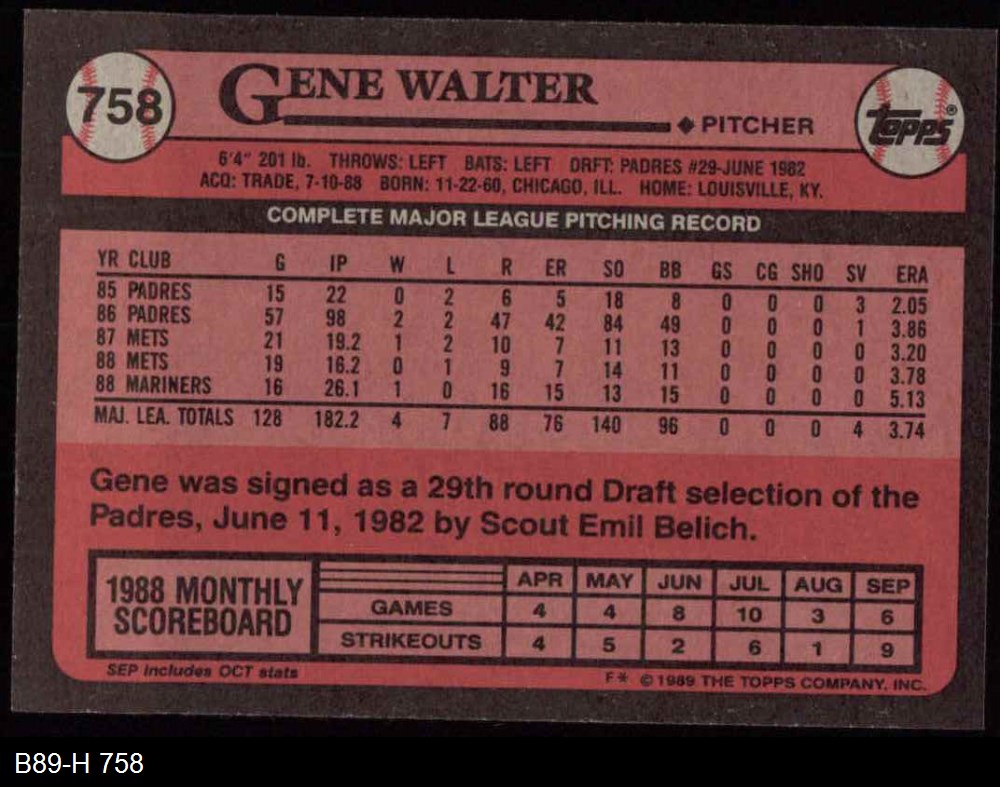 758
GENE WALTER
◆ PITCHER
TOPPS®
6'4" 201 lb. THROWS: LEFT BATS: LEFT DRFT: PADRES #29-JUNE 1982
ACQ: TRADE, 7-10-88 BORN: 11-22-60, CHICAGO, ILL. HOME: LOUISVILLE, KY.
COMPLETE MAJOR LEAGUE PITCHING RECORD
YR CLUB G IP W L R ER SO BB GS CG SHO SV ERA
85 PADRES 15 22 0 2 6 5 18 8 0 0 0 3 2.05
86 PADRES 57 98 2 2 47 42 84 49 0 0 0 1 3.86
87 METS 21 19.2 1 2 10 7 11 13 0 0 0 0 3.20
88 METS 19 16.2 0 1 9 7 14 11 0 0 0 0 3.78
88 MARINERS 16 26.1 1 0 16 15 13 15 0 0 0 0 5.13
MAJ. LEA. TOTALS 128 182.2 4 7 88 76 140 96 0 0 0 4 3.74
Gene was signed as a 29th round Draft selection of the
Padres, June 11, 1982 by Scout Emil Belich.
1988 MONTHLY
SCOREBOARD
APR MAY JUN JUL AUG SEP
GAMES 4 4 8 10 3 6
STRIKEOUTS 4 5 2 6 1 9
SEP includes OCT stats
F* © 1989 THE TOPPS COMPANY, INC.
B89-H 758